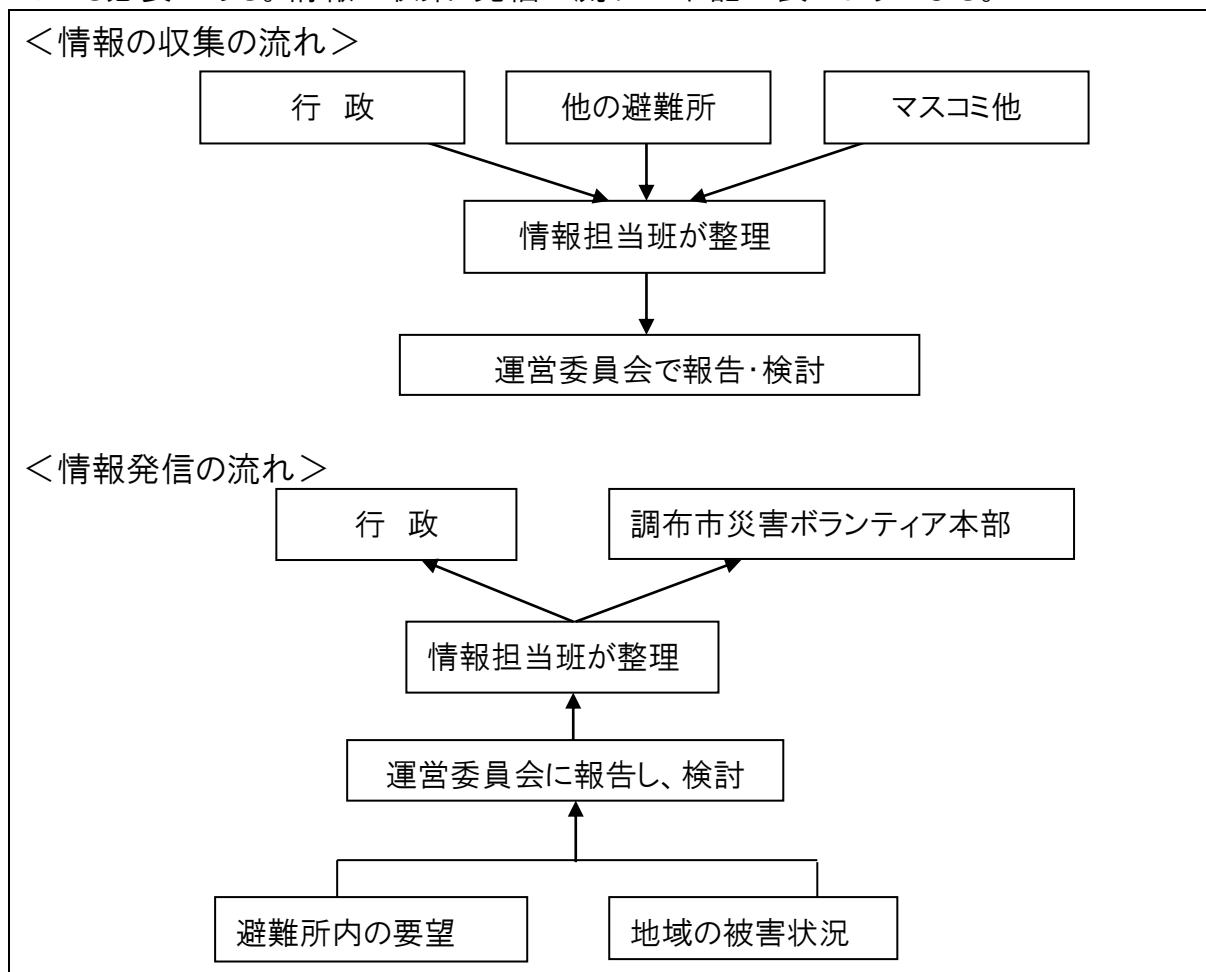 <情報の収集の流れ>
行 政
他の避難所
マスコミ他
情報担当班が整理
運営委員会で報告・検討
<情報発信の流れ>
行 政
調布市災害ボランティア本部
情報担当班が整理
運営委員会に報告し、検討
避難所内の要望
地域の被害状況